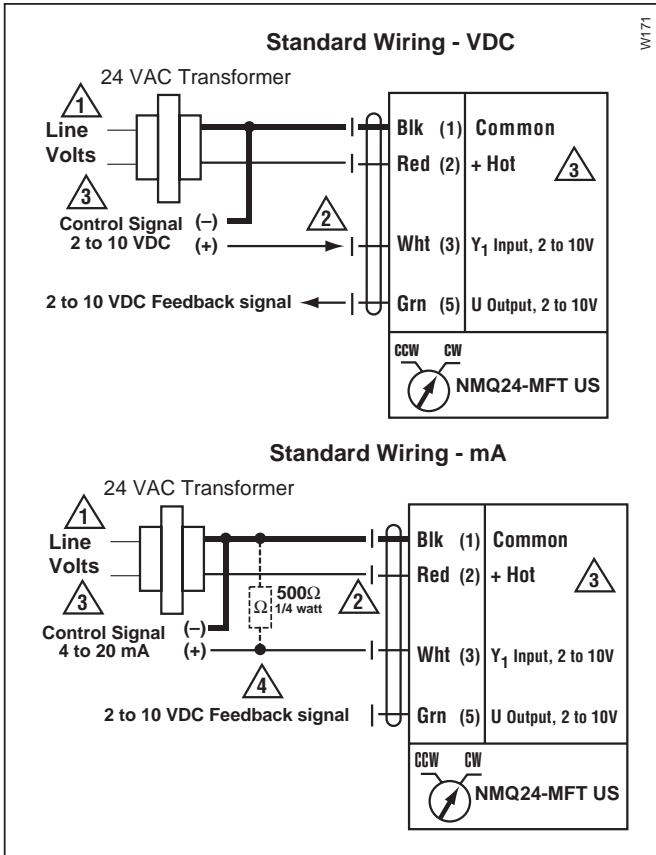 W171
Standard Wiring - VDC
24 VAC Transformer
1
Line
Volts
3
Control Signal (–)
2 to 10 VDC (+)
2
2 to 10 VDC Feedback signal
Blk (1) Common
Red (2) + Hot
3
Wht (3) Y1 Input, 2 to 10V
Grn (5) U Output, 2 to 10V
CCW CW
NMQ24-MFT US
Standard Wiring - mA
24 VAC Transformer
1
Line
Volts
3
Control Signal (–)
4 to 20 mA (+)
Ω 500Ω
1/4 watt
2
4
2 to 10 VDC Feedback signal
Blk (1) Common
Red (2) + Hot
3
Wht (3) Y1 Input, 2 to 10V
Grn (5) U Output, 2 to 10V
CCW CW
NMQ24-MFT US